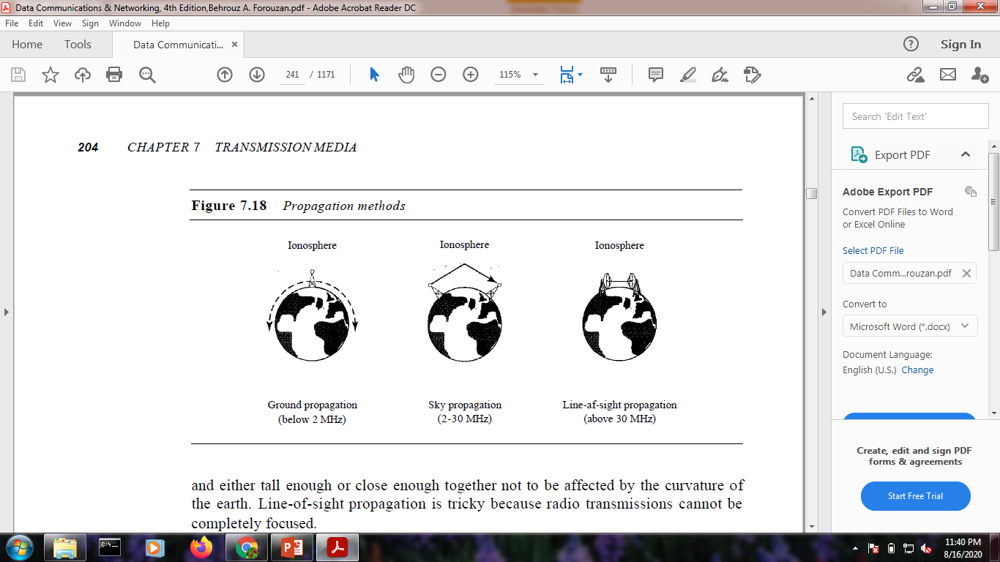 Data Communications & Networking, 4th Edition,Behrouz A. Forouzan.pdf - Adobe Acrobat Reader DC
File Edit View Sign Window Help
Home Tools Data Communicati... × Sign In
241 / 1171 115%
Search 'Edit Text'
204 CHAPTER 7 TRANSMISSION MEDIA
Export PDF
Adobe Export PDF
Convert PDF Files to Word
or Excel Online
Select PDF File
Data Comm...rouzan.pdf
Convert to
Microsoft Word (*.docx)
Document Language:
English (U.S.) Change
Figure 7.18 Propagation methods
Ionosphere Ionosphere Ionosphere
Ground propagation
(below 2 MHz)
Sky propagation
(2-30 MHz)
Line-af-sight propagation
(above 30 MHz)
and either tall enough or close enough together not to be affected by the curvature of
the earth. Line-of-sight propagation is tricky because radio transmissions cannot be
completely focused.
Create, edit and sign PDF
forms & agreements
Start Free Trial
C:\
11:40 PM
8/16/2020